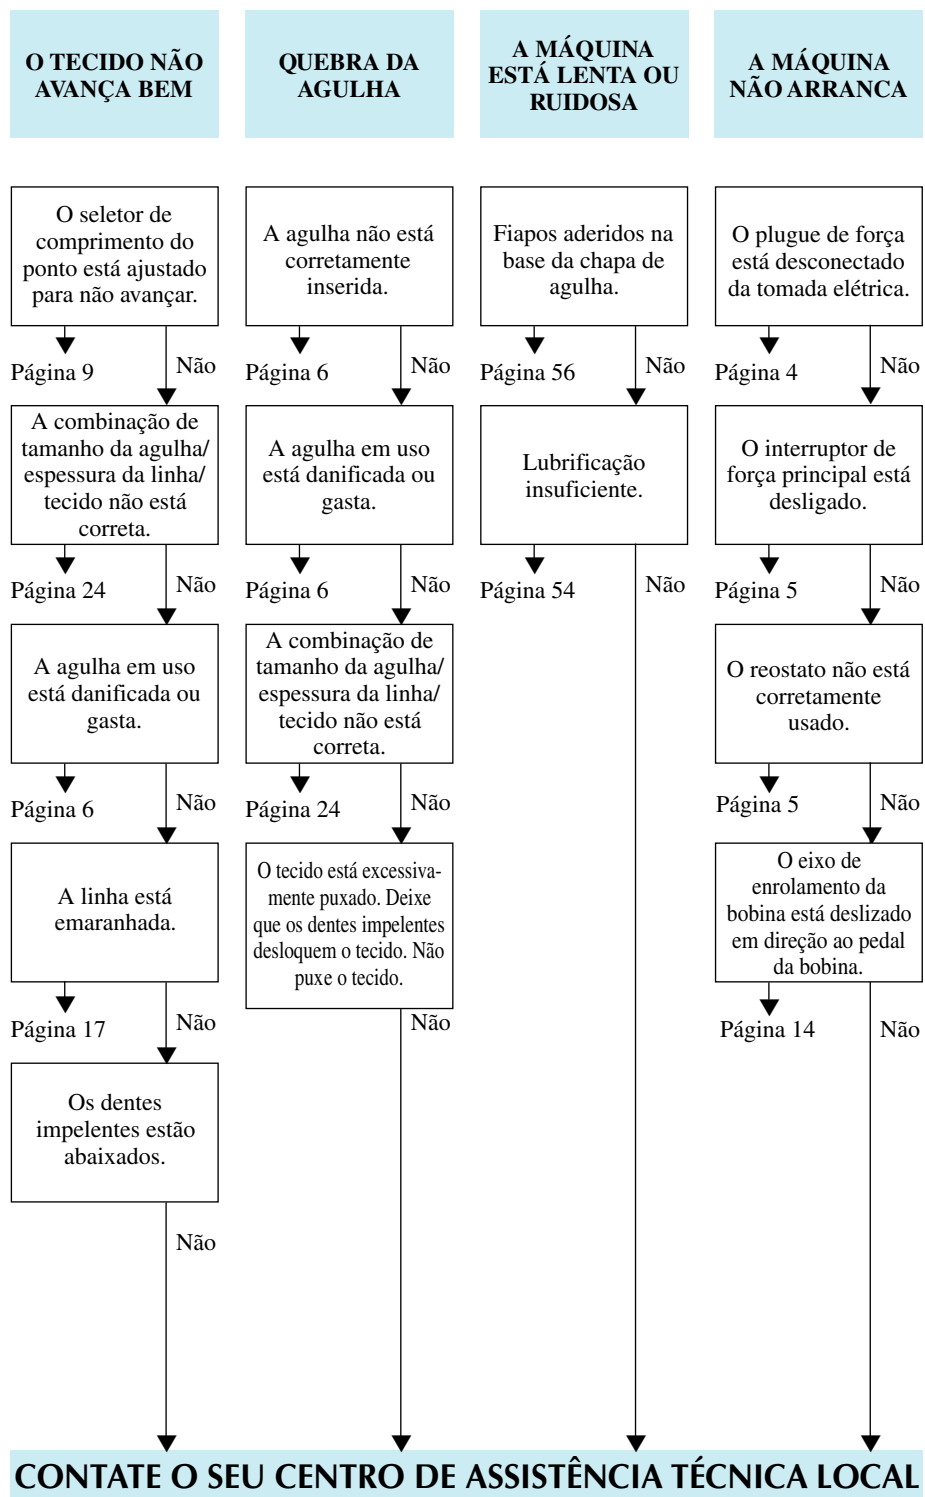 O TECIDO NÃO
AVANÇA BEM
O seletor de
comprimento do
ponto está ajustado
para não avançar.
Página 9
Não
A combinação de
tamanho da agulha/
espessura da linha/
tecido não está
correta.
Página 24
Não
A agulha em uso
está danificada ou
gasta.
Página 6
Não
A linha está
emaranhada.
Página 17
Não
Os dentes
impelentes estão
abaixados.
Não
QUEBRA DA
AGULHA
A agulha não está
corretamente
inserida.
Página 6
Não
A agulha em uso
está danificada ou
gasta.
Página 6
Não
A combinação de
tamanho da agulha/
espessura da linha/
tecido não está
correta.
Página 24
Não
O tecido está excessiva-
mente puxado. Deixe
que os dentes impelentes
desloquem o tecido. Não
puxe o tecido.
Não
A MÁQUINA
ESTÁ LENTA OU
RUIDOSA
Fiapos aderidos na
base da chapa de
agulha.
Página 56
Não
Lubrificação
insuficiente.
Página 54
Não
A MÁQUINA
NÃO ARRANCA
O plugue de força
está desconectado
da tomada elétrica.
Página 4
Não
O interruptor de
força principal está
desligado.
Página 5
Não
O reostato não está
corretamente
usado.
Página 5
Não
O eixo de
enrolamento da
bobina está deslizado
em direção ao pedal
da bobina.
Página 14
Não
CONTATE O SEU CENTRO DE ASSISTÊNCIA TÉCNICA LOCAL